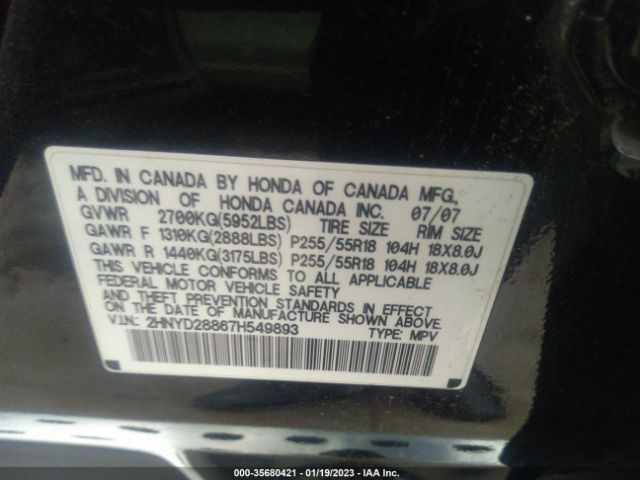 MFD. IN CANADA BY HONDA OF CANADA MFG.,
A DIVISION OF HONDA CANADA INC. 07/07
GVWR 2700KG(5952LBS) TIRE SIZE RIM SIZE
GAWR F 1310KG(2888LBS) P255/55R18 104H 18X8.0J
GAWR R 1440KG(3175LBS) P255/55R18 104H 18X8.0J
THIS VEHICLE CONFORMS TO ALL APPLICABLE
FEDERAL MOTOR VEHICLE SAFETY
AND THEFT PREVENTION STANDARDS IN EFFECT
ON THE DATE OF MANUFACTURE SHOWN ABOVE.
V.I.N.: 2HNYD28867H549893 TYPE: MPV
000-35680421 - 01/19/2023 - IAA Inc.